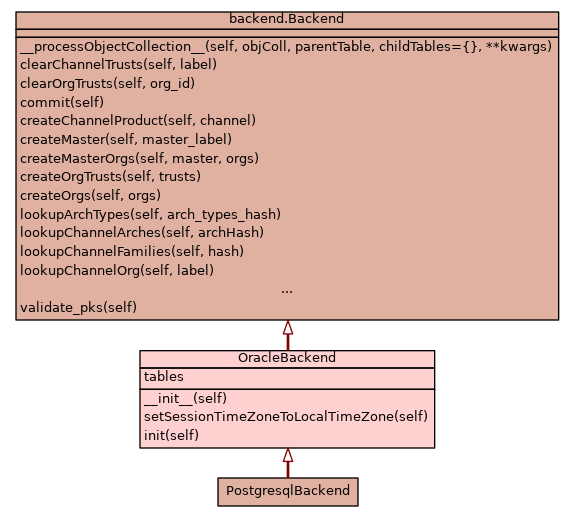 backend.Backend
__processObjectCollection__(self, objColl, parentTable, childTables={}, **kwargs)
clearChannelTrusts(self, label)
clearOrgTrusts(self, org_id)
commit(self)
createChannelProduct(self, channel)
createMaster(self, master_label)
createMasterOrgs(self, master, orgs)
createOrgTrusts(self, trusts)
createOrgs(self, orgs)
lookupArchTypes(self, arch_types_hash)
lookupChannelArches(self, archHash)
lookupChannelFamilies(self, hash)
lookupChannelOrg(self, label)
...
validate_pks(self)
OracleBackend
tables
__init__(self)
setSessionTimeZoneToLocalTimeZone(self)
init(self)
PostgresqlBackend